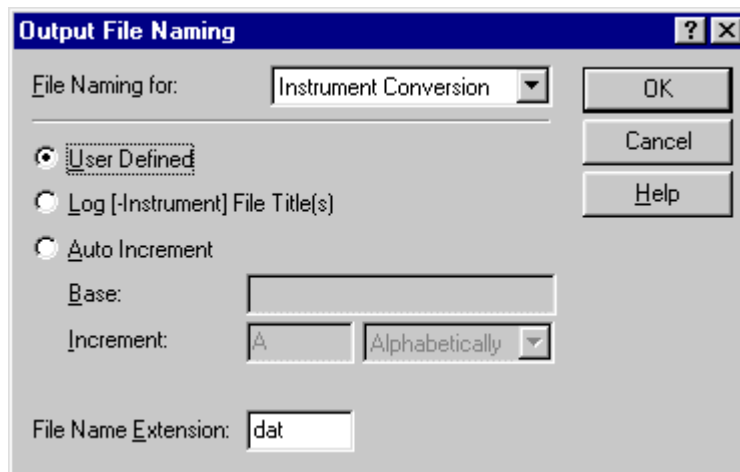 Output File Naming
File Naming for: Instrument Conversion
OK
Cancel
Help
User Defined
Log [-Instrument] File Title(s)
Auto Increment
Base:
Increment: A Alphabetically
File Name Extension: dat